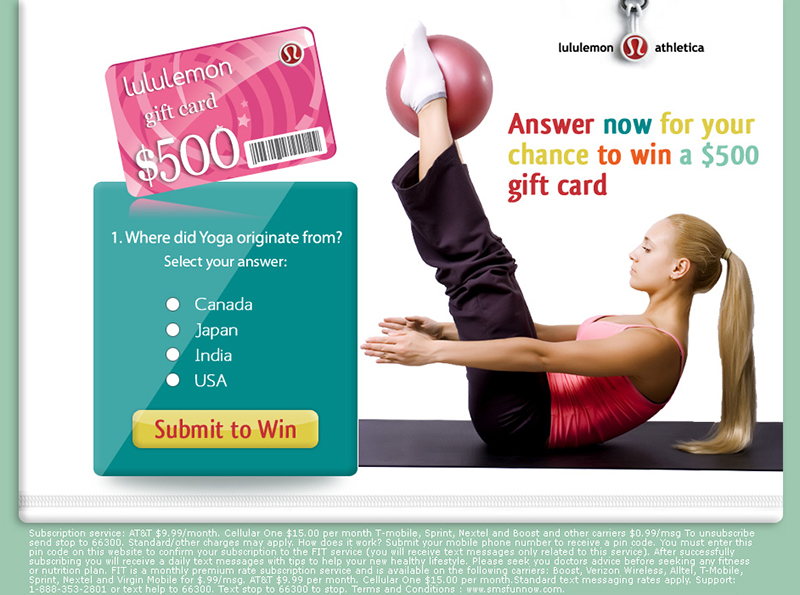 lululemon
gift card
$500
lululemon athletica
Answer now for your
chance to win a $500
gift card
1. Where did Yoga originate from?
Select your answer:
Canada
Japan
India
USA
Submit to Win
Subscription service: AT&T $9.99/month. Cellular One $15.00 per month T-mobile, Sprint, Nextel and Boost and other carriers $0.99/msg To unsubscribe
send stop to 66300. Standard/other charges may apply. How does it work? Submit your mobile phone number to receive a pin code. You must enter this
pin code on this website to confirm your subscription to the FIT service (you will receive text messages only related to this service). After successfully
subscribing you will receive a daily text messages with tips to help your new healthy lifestyle. Please seek you doctors advice before seeking any fitness
or nutrition plan. FIT is a monthly premium rate subscription service and is available on the following carriers: Boost, Verizon Wireless, Alltel, T-Mobile,
Sprint, Nextel and Virgin Mobile for $.99/msg. AT&T $9.99 per month. Cellular One $15.00 per month.Standard text messaging rates apply. Support:
1-888-353-2801 or text help to 66300. Text stop to 66300 to stop. Terms and Conditions : www.smsfunnow.com.